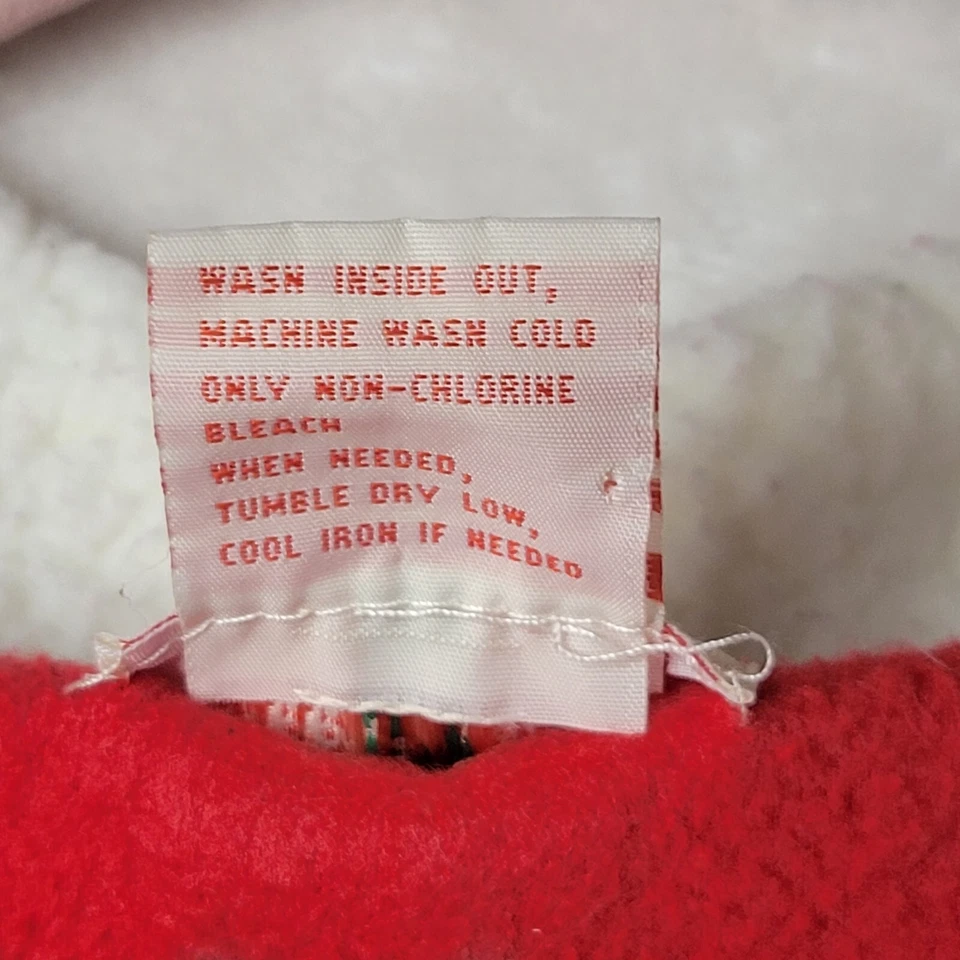 WASH INSIDE OUT,
MACHINE WASH COLD
ONLY NON-CHLORINE
BLEACH
WHEN NEEDED,
TUMBLE DRY LOW,
COOL IRON IF NEEDED